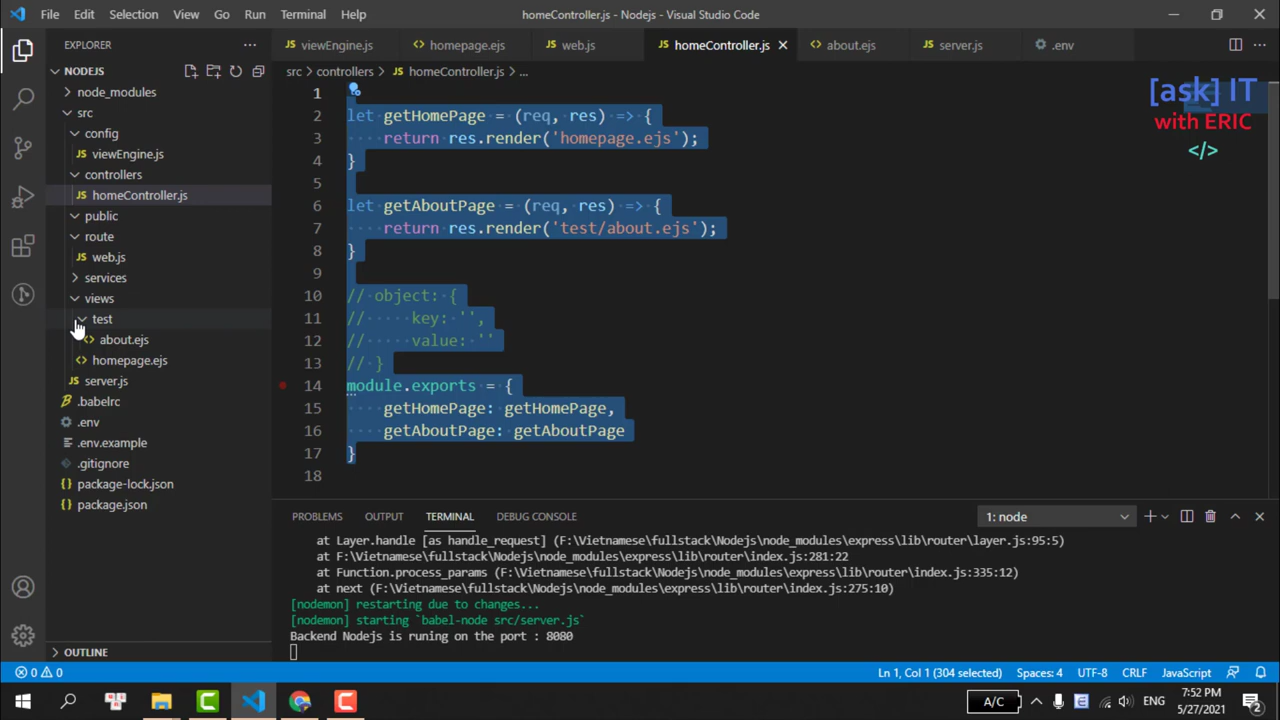 File Edit Selection View Go Run Terminal Help homeController.js - Nodejs - Visual Studio Code
EXPLORER
NODEJS
node_modules
src
config
viewEngine.js
controllers
homeController.js
public
route
web.js
services
views
test
about.ejs
homepage.ejs
server.js
.babelrc
.env
.env.example
.gitignore
package-lock.json
package.json
OUTLINE
viewEngine.js homepage.ejs web.js homeController.js about.ejs server.js .env
src > controllers > homeController.js > ...
1
2 let getHomePage = (req, res) => {
3 return res.render('homepage.ejs');
4 }
5
6 let getAboutPage = (req, res) => {
7 return res.render('test/about.ejs');
8 }
9
10 // object: {
11 // key: '',
12 // value: ''
13 // }
14 module.exports = {
15 getHomePage: getHomePage,
16 getAboutPage: getAboutPage
17 }
18
[ask] IT
with ERIC
</>
PROBLEMS OUTPUT TERMINAL DEBUG CONSOLE 1: node
at Layer.handle [as handle_request] (F:\Vietnamese\fullstack\Nodejs\node_modules\express\lib\router\layer.js:95:5)
at F:\Vietnamese\fullstack\Nodejs\node_modules\express\lib\router\index.js:281:22
at Function.process_params (F:\Vietnamese\fullstack\Nodejs\node_modules\express\lib\router\index.js:335:12)
at next (F:\Vietnamese\fullstack\Nodejs\node_modules\express\lib\router\index.js:275:10)
[nodemon] restarting due to changes...
[nodemon] starting `babel-node src/server.js`
Backend Nodejs is runing on the port : 8080
0 0 Ln 1, Col 1 (304 selected) Spaces: 4 UTF-8 CRLF JavaScript
A/C ENG 7:52 PM
5/27/2021 2